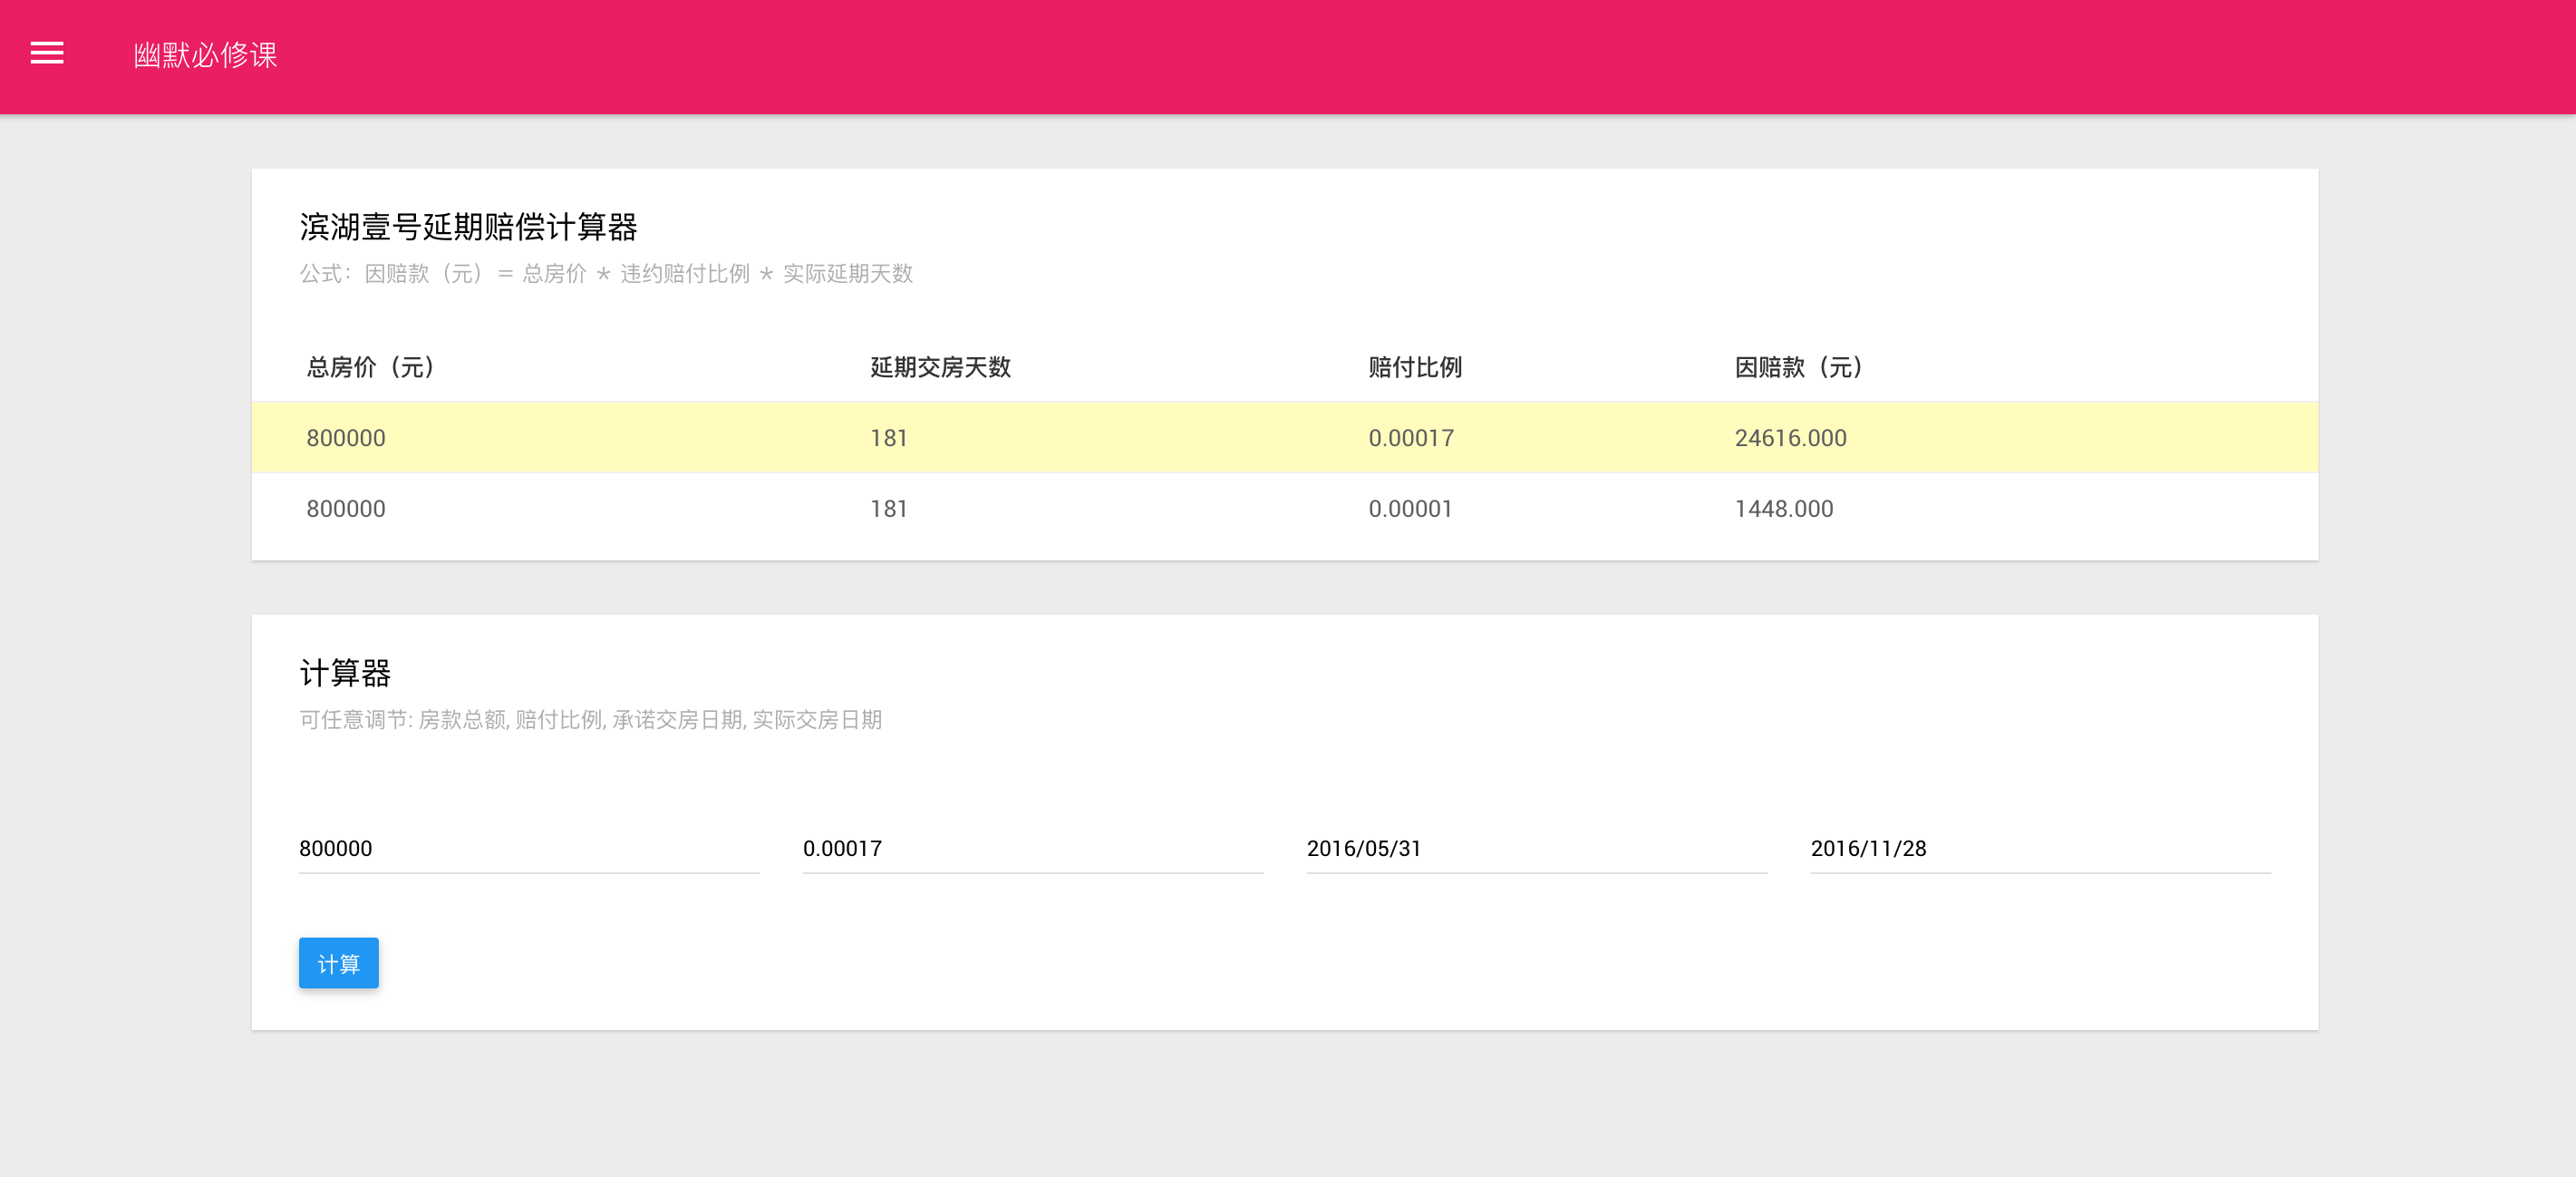 幽默必修课
滨湖壹号延期赔偿计算器
公式：因赔款（元）＝ 总房价 * 违约赔付比例 * 实际延期天数
总房价（元） 延期交房天数 赔付比例 因赔款（元）
800000 181 0.00017 24616.000
800000 181 0.00001 1448.000
计算器
可任意调节: 房款总额, 赔付比例, 承诺交房日期, 实际交房日期
800000 0.00017 2016/05/31 2016/11/28
计算